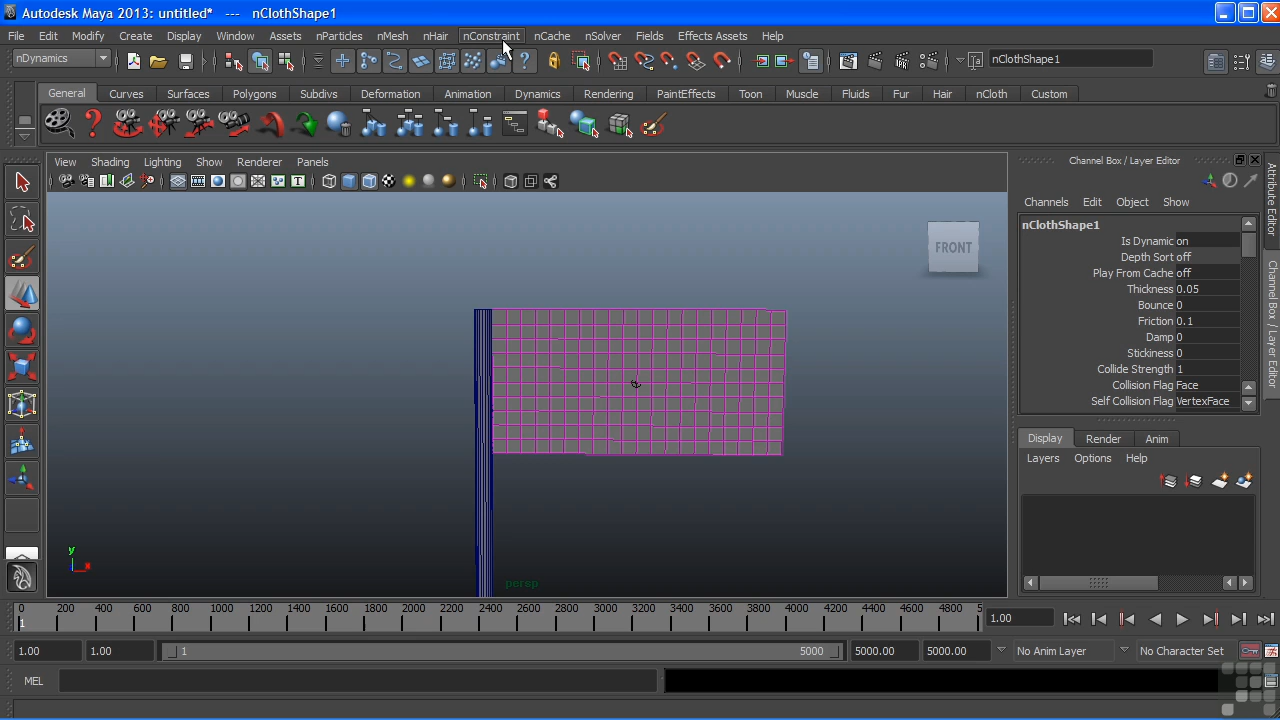 Autodesk Maya 2013: untitled* --- nClothShape1
File Edit Modify Create Display Window Assets nParticles nMesh nHair nConstraint nCache nSolver Fields Effects Assets Help
nDynamics nClothShape1
General Curves Surfaces Polygons Subdivs Deformation Animation Dynamics Rendering PaintEffects Toon Muscle Fluids Fur Hair nCloth Custom
View Shading Lighting Show Renderer Panels
Channel Box / Layer Editor
Channels Edit Object Show
nClothShape1
Is Dynamic on
Depth Sort off
Play From Cache off
Thickness 0.05
Bounce 0
Friction 0.1
Damp 0
Stickiness 0
Collide Strength 1
Collision Flag Face
Self Collision Flag VertexFace
Attribute Editor
Channel Box / Layer Editor
FRONT
Display Render Anim
Layers Options Help
y
x
persp
0 200 400 600 800 1000 1200 1400 1600 1800 2000 2200 2400 2600 2800 3000 3200 3400 3600 3800 4000 4200 4400 4600 4800 5
1
1.00
1.00 1.00 1 5000 5000.00 5000.00 No Anim Layer No Character Set
MEL